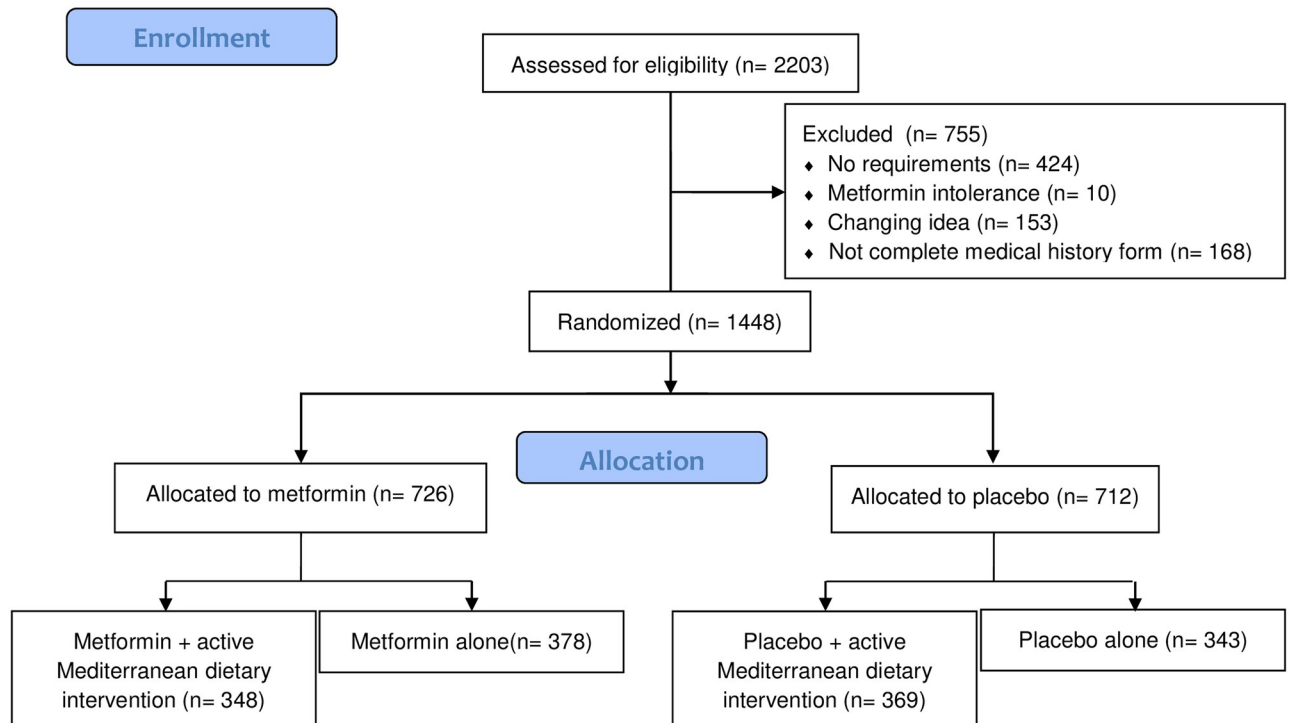 Enrollment
Assessed for eligibility (n= 2203)
Excluded (n= 755)
♦ No requirements (n= 424)
♦ Metformin intolerance (n= 10)
♦ Changing idea (n= 153)
♦ Not complete medical history form (n= 168)
Randomized (n= 1448)
Allocation
Allocated to metformin (n= 726)
Allocated to placebo (n= 712)
Metformin + active
Mediterranean dietary
intervention (n= 348)
Metformin alone(n= 378)
Placebo + active
Mediterranean dietary
intervention (n= 369)
Placebo alone (n= 343)